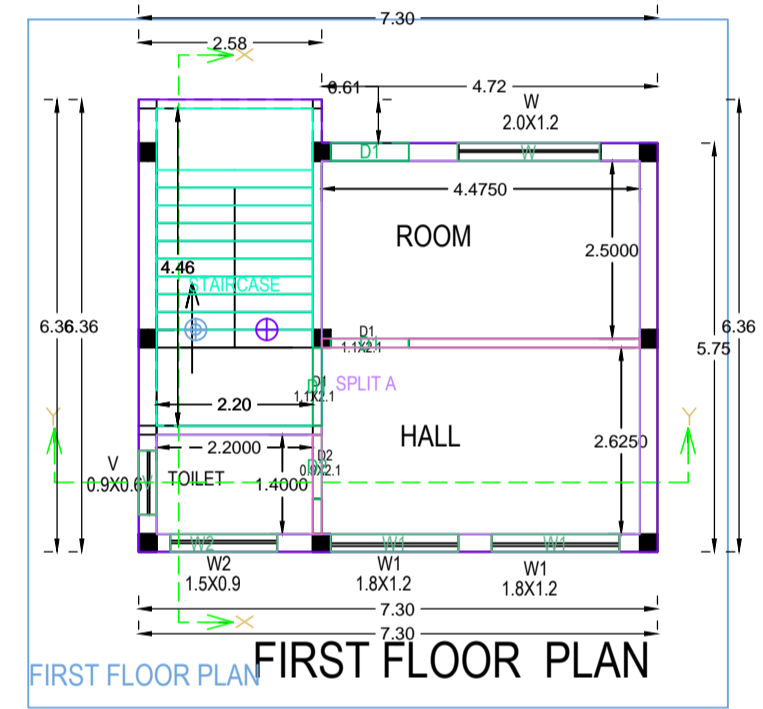 7.30
2.58
X
0.61
4.72
W
2.0X1.2
D1
W
4.4750
ROOM
2.5000
4.46
STAIRCASE
6.36
6.36
6.36
5.75
D1
D1
1.1X2.1
D1
D1
1.1X2.1
SPLIT A
2.20
Y
Y
HALL
2.6250
2.2000
V
0.9X0.6
V
TOILET
1.4000
D2
0.9X2.1
W2
W1
W1
W2
1.5X0.9
W1
1.8X1.2
W1
1.8X1.2
7.30
X
7.30
FIRST FLOOR PLAN
FIRST FLOOR PLAN